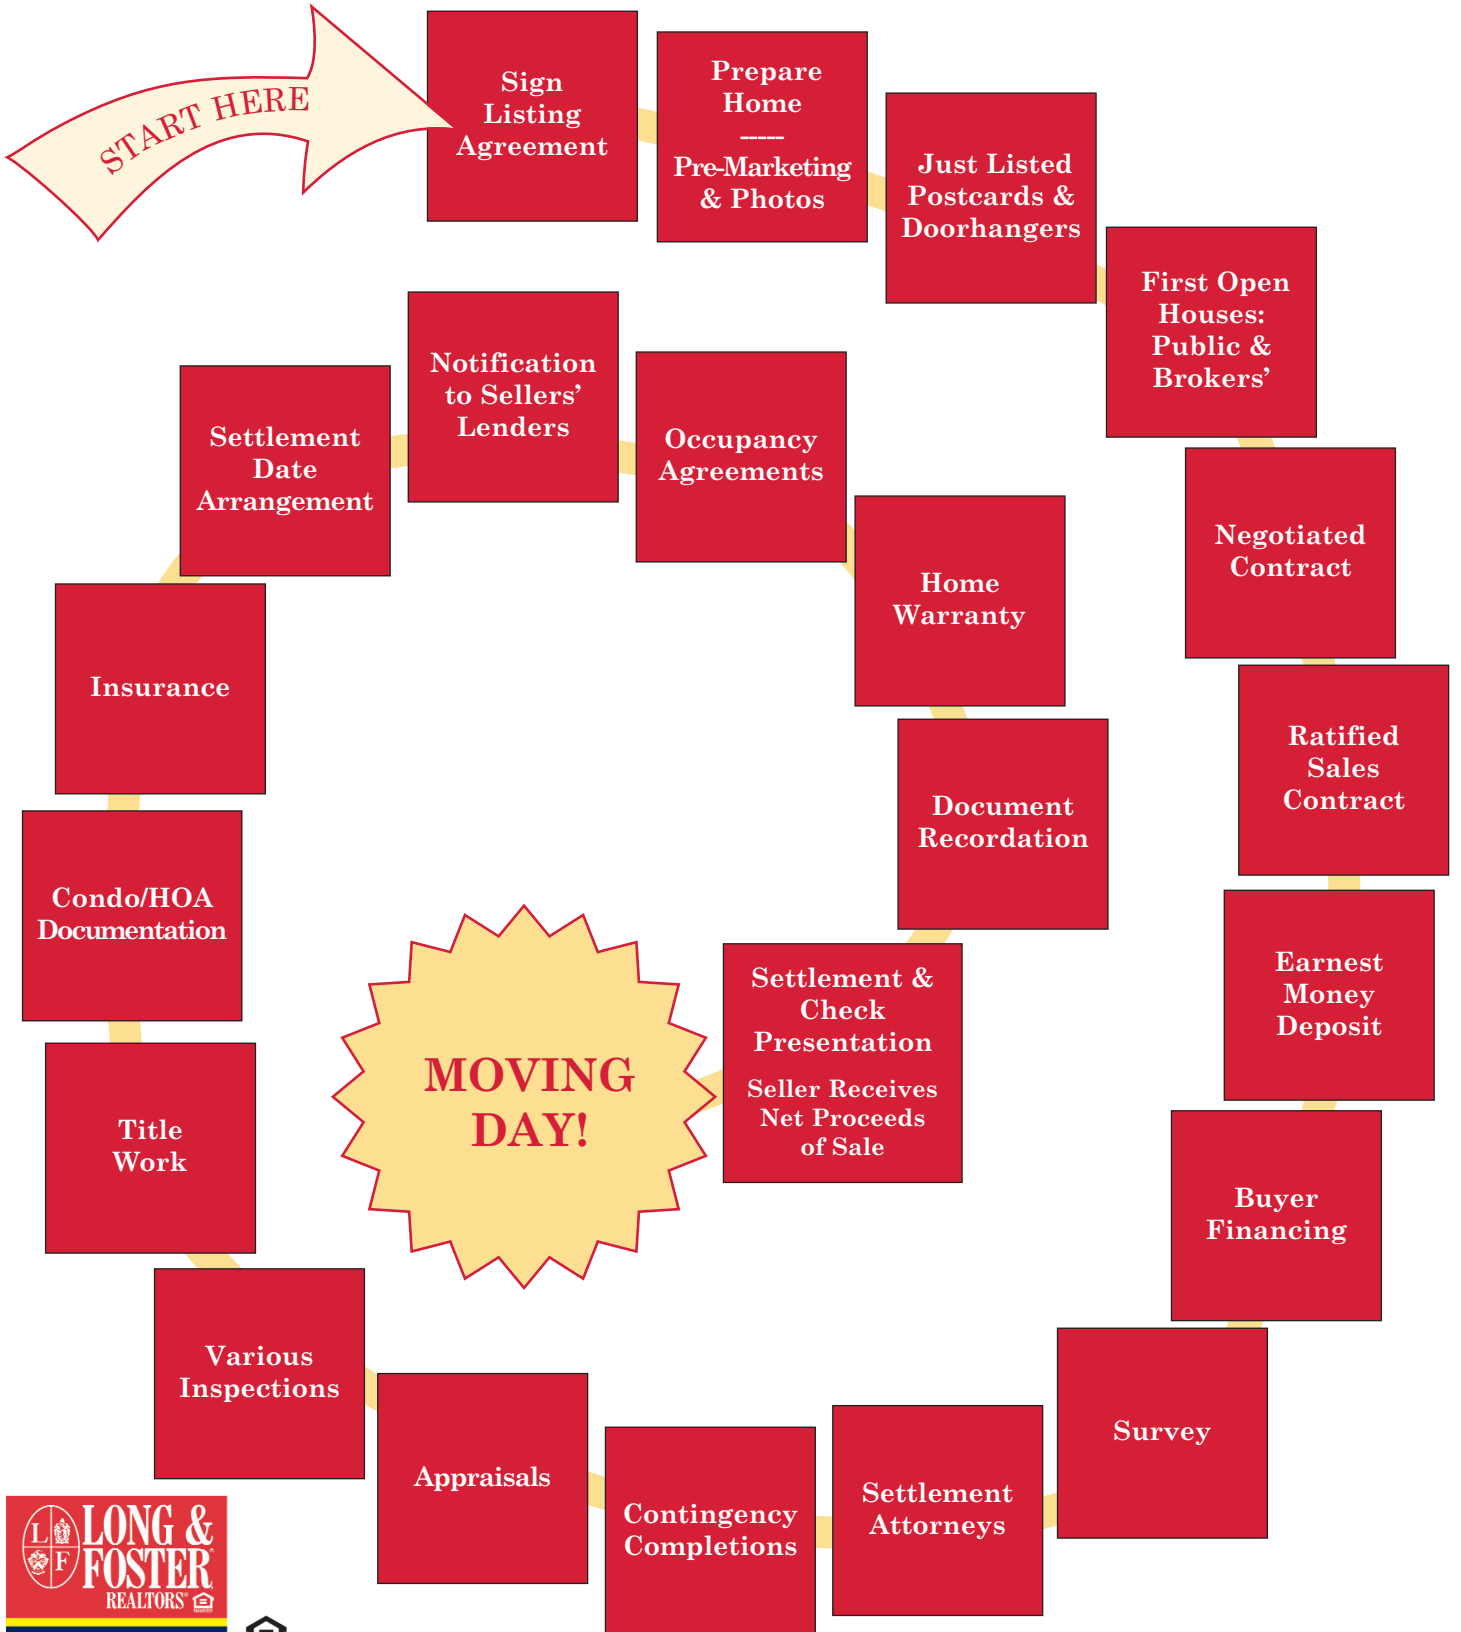 START HERE
Sign
Listing
Agreement
Prepare
Home
-----
Pre-Marketing
& Photos
Just Listed
Postcards &
Doorhangers
First Open
Houses:
Public &
Brokers’
Negotiated
Contract
Ratified
Sales
Contract
Earnest
Money
Deposit
Buyer
Financing
Survey
Settlement
Attorneys
Contingency
Completions
Appraisals
Various
Inspections
Title
Work
Condo/HOA
Documentation
Insurance
Settlement
Date
Arrangement
Notification
to Sellers’
Lenders
Occupancy
Agreements
Home
Warranty
Document
Recordation
Settlement &
Check
Presentation
Seller Receives
Net Proceeds
of Sale
MOVING
DAY!
L
F
LONG &
FOSTER
REALTORS®